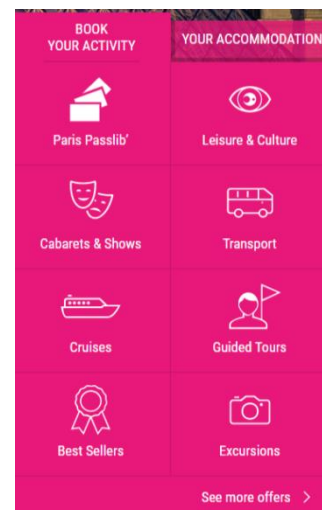 BOOK
YOUR ACTIVITY
YOUR ACCOMMODATION
Paris Passlib'
Leisure & Culture
Cabarets & Shows
Transport
Cruises
Guided Tours
Best Sellers
Excursions
See more offers >